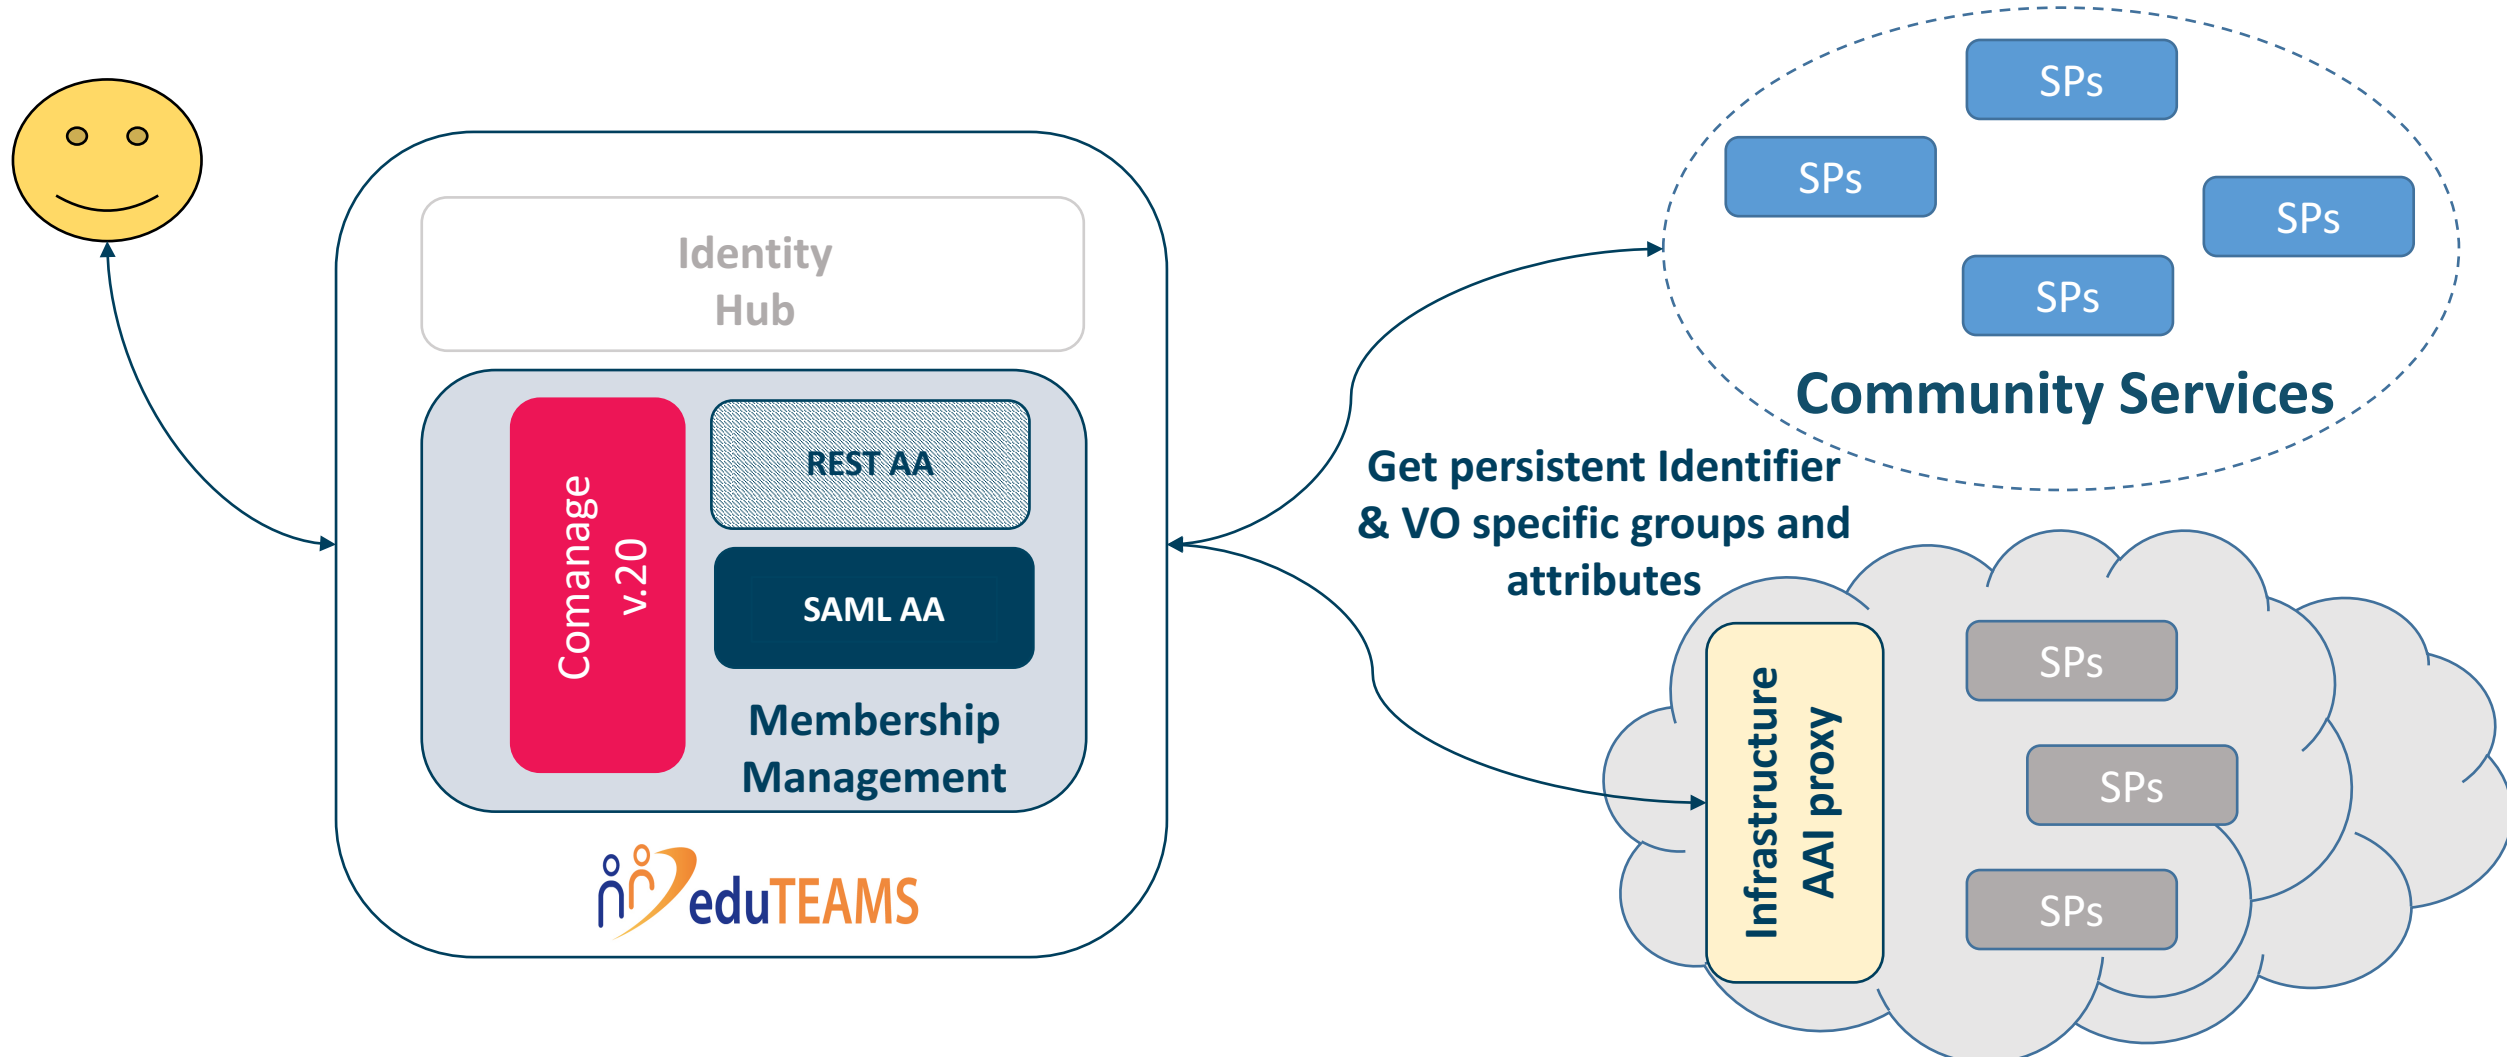 Identity
Hub
Comanage
v.20
REST AA
SAML AA
Membership
Management
eduTEAMS
SPs
SPs
SPs
SPs
Community Services
Get persistent Identifier
& VO specific groups and
attributes
Infrastructure
AAI proxy
SPs
SPs
SPs